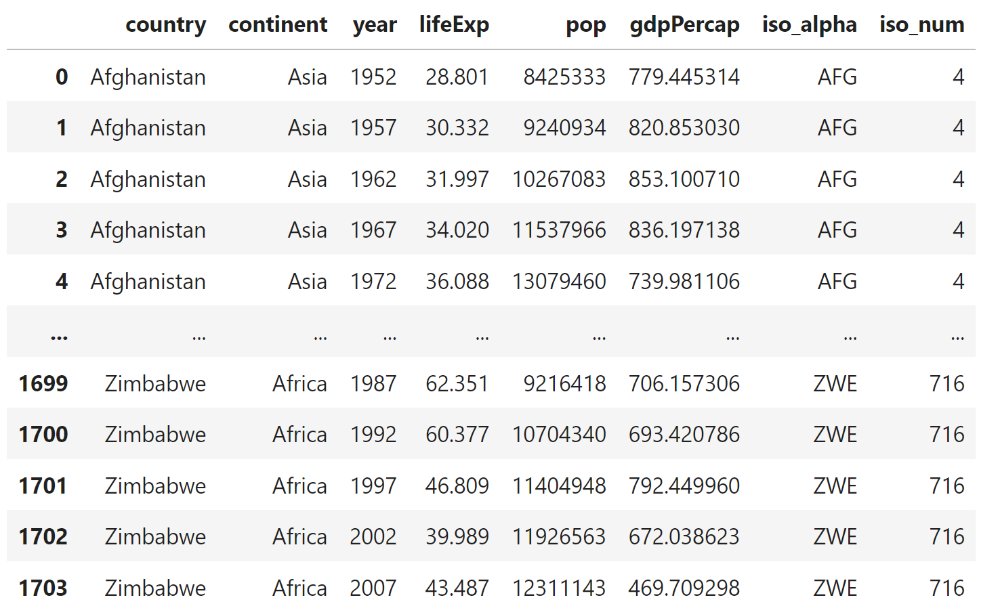 country continent year lifeExp pop gdpPercap iso_alpha iso_num
0 Afghanistan Asia 1952 28.801 8425333 779.445314 AFG 4
1 Afghanistan Asia 1957 30.332 9240934 820.853030 AFG 4
2 Afghanistan Asia 1962 31.997 10267083 853.100710 AFG 4
3 Afghanistan Asia 1967 34.020 11537966 836.197138 AFG 4
4 Afghanistan Asia 1972 36.088 13079460 739.981106 AFG 4
... ... ... ... ... ... ... ... ...
1699 Zimbabwe Africa 1987 62.351 9216418 706.157306 ZWE 716
1700 Zimbabwe Africa 1992 60.377 10704340 693.420786 ZWE 716
1701 Zimbabwe Africa 1997 46.809 11404948 792.449960 ZWE 716
1702 Zimbabwe Africa 2002 39.989 11926563 672.038623 ZWE 716
1703 Zimbabwe Africa 2007 43.487 12311143 469.709298 ZWE 716